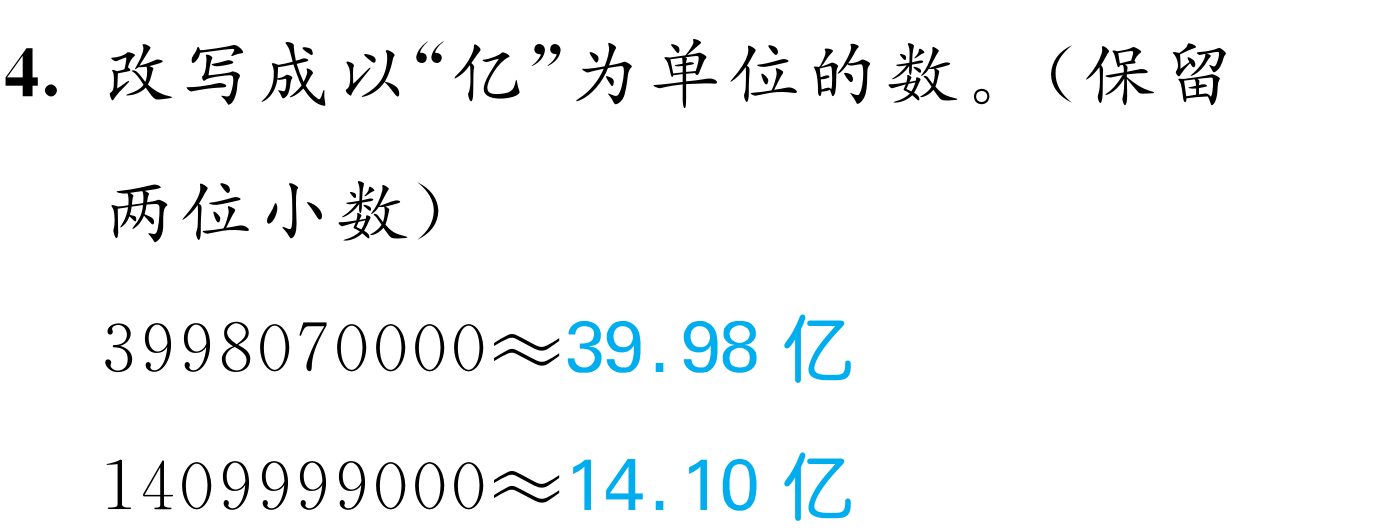 4. 改写成以“亿”为单位的数。（保留
两位小数）
3998070000≈39.98 亿
1409999000≈14.10 亿